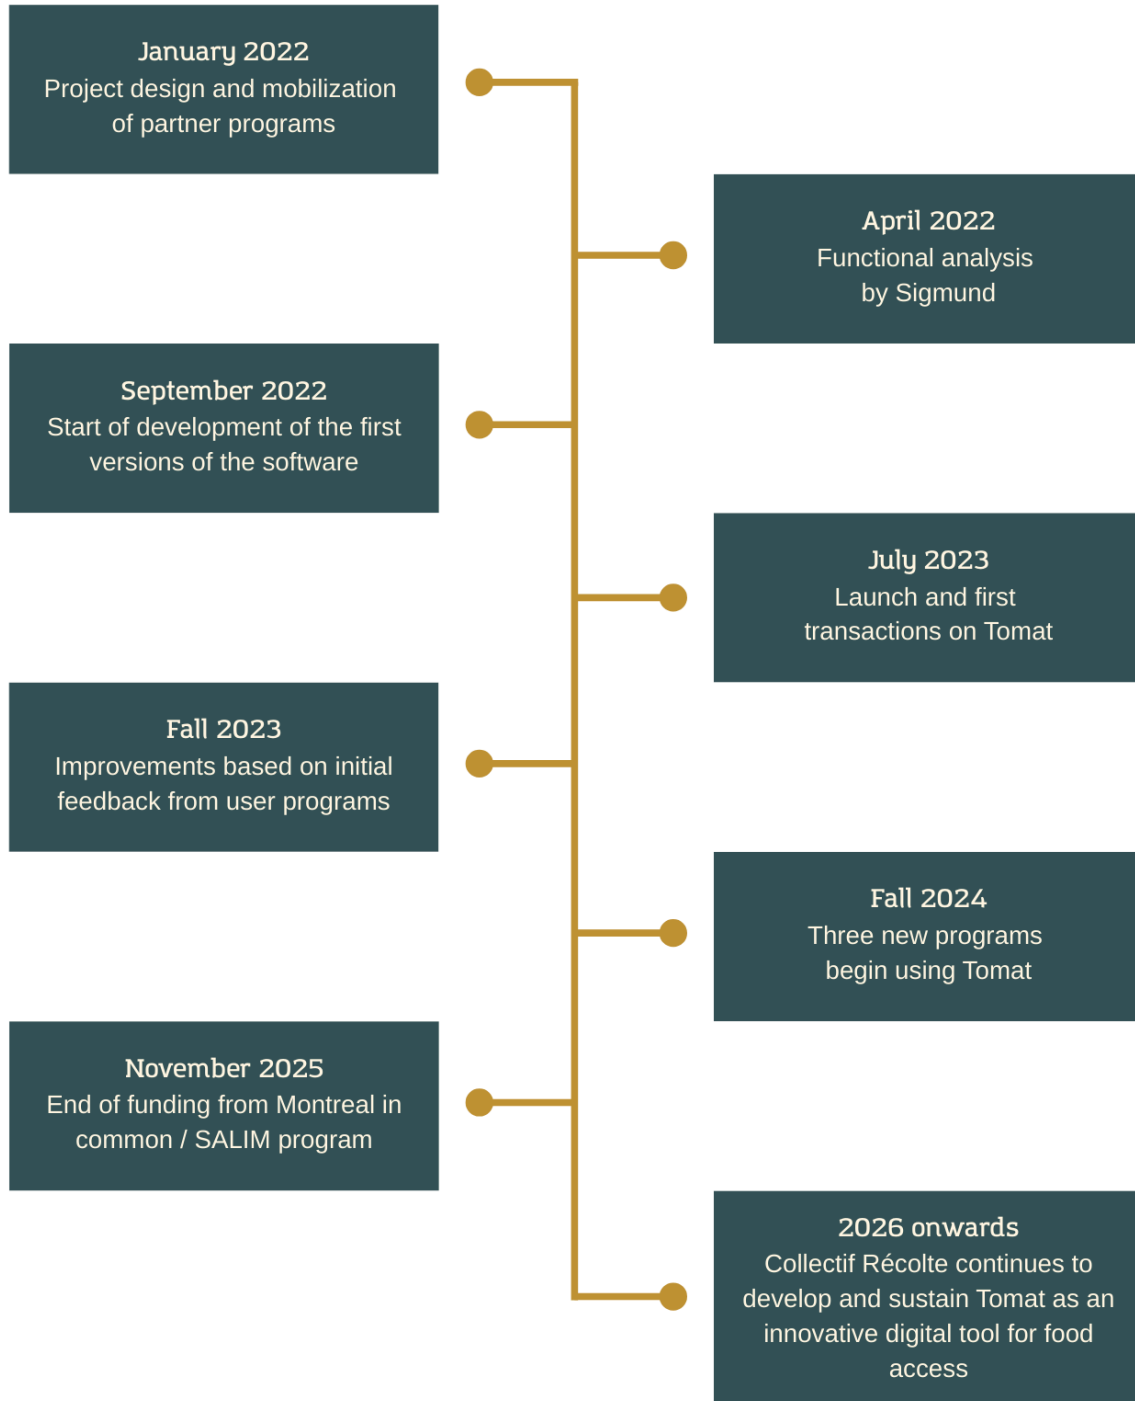 January 2022
Project design and mobilization
of partner programs
April 2022
Functional analysis
by Sigmund
September 2022
Start of development of the first
versions of the software
July 2023
Launch and first
transactions on Tomat
Fall 2023
Improvements based on initial
feedback from user programs
Fall 2024
Three new programs
begin using Tomat
November 2025
End of funding from Montreal in
common / SALIM program
2026 onwards
Collectif Récolte continues to
develop and sustain Tomat as an
innovative digital tool for food
access